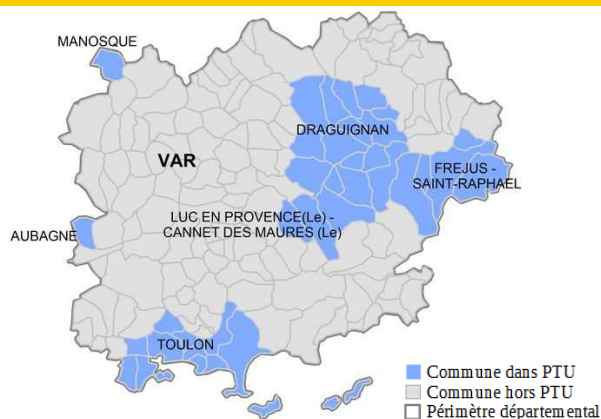 MANOSQUE
DRAGUIGNAN
VAR
FREJUS -
SAINT-RAPHAEL
LUC EN PROVENCE(Le) -
CANNET DES MAURES (Le)
AUBAGNE
TOULON
Commune dans PTU
Commune hors PTU
Périmètre départemental